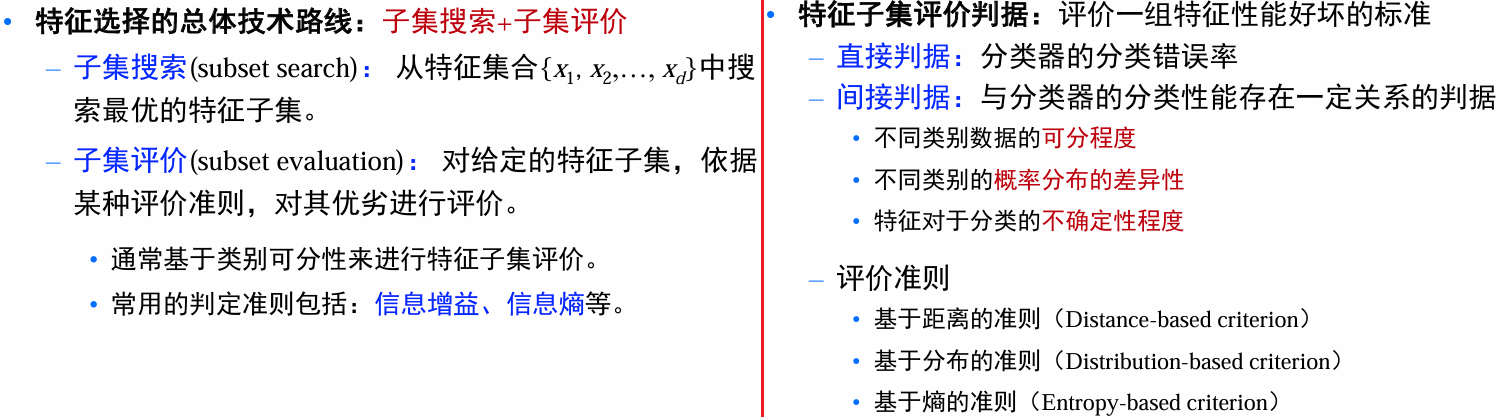 • 特征选择的总体技术路线：子集搜索+子集评价
– 子集搜索(subset search)： 从特征集合{x1, x2,…, xd}中搜
索最优的特征子集。
– 子集评价(subset evaluation)： 对给定的特征子集，依据
某种评价准则，对其优劣进行评价。
• 通常基于类别可分性来进行特征子集评价。
• 常用的判定准则包括：信息增益、信息熵等。
• 特征子集评价判据：评价一组特征性能好坏的标准
– 直接判据：分类器的分类错误率
– 间接判据：与分类器的分类性能存在一定关系的判据
• 不同类别数据的可分程度
• 不同类别的概率分布的差异性
• 特征对于分类的不确定性程度
– 评价准则
• 基于距离的准则（Distance-based criterion）
• 基于分布的准则（Distribution-based criterion）
• 基于熵的准则（Entropy-based criterion）